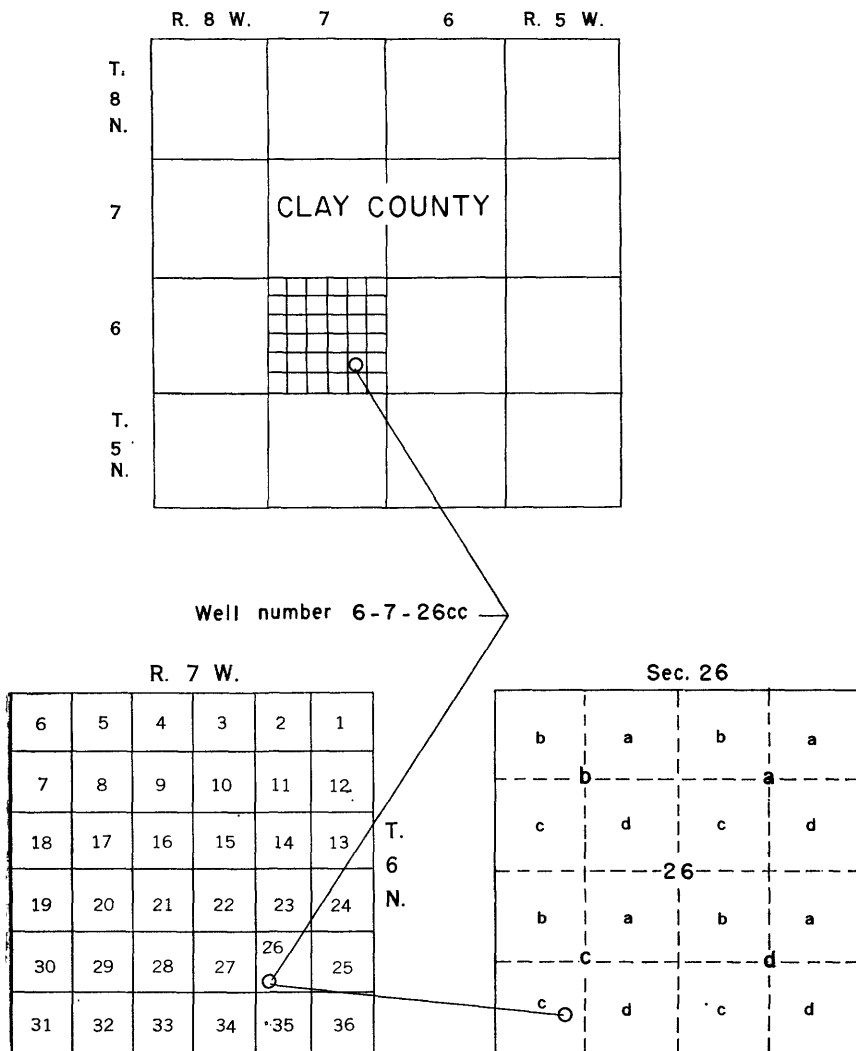 R. 8 W. 7 6 R. 5 W.
T.
8
N.
7
CLAY COUNTY
6
T.
5
N.
Well number 6-7-26cc
R. 7 W.
6 5 4 3 2 1
7 8 9 10 11 12
18 17 16 15 14 13
19 20 21 22 23 24
30 29 28 27 26 25
31 32 33 34 35 36
T.
6
N.
Sec. 26
b a b a
b a
c d c d
26
b a b a
c d
c d c d